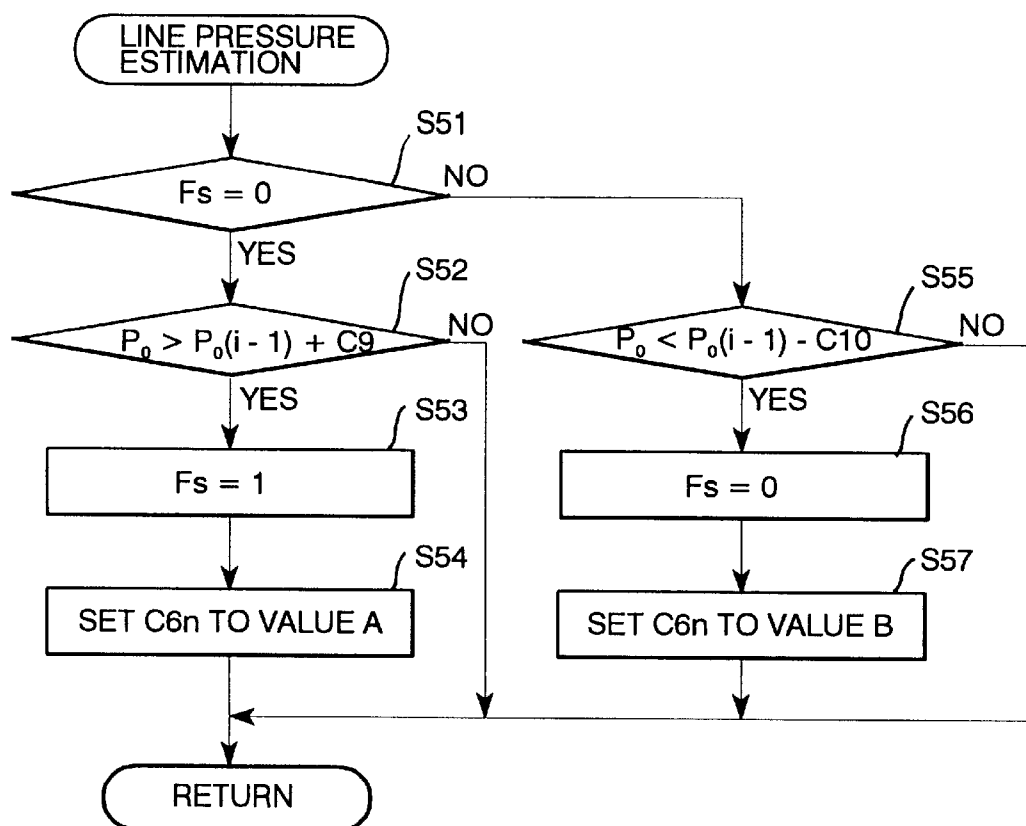 LINE PRESSURE
ESTIMATION
S51
Fs = 0
NO
YES
S52
P₀ > P₀(i - 1) + C9
NO
YES
S53
Fs = 1
S54
SET C6n TO VALUE A
S55
P₀ < P₀(i - 1) - C10
NO
YES
S56
Fs = 0
S57
SET C6n TO VALUE B
RETURN